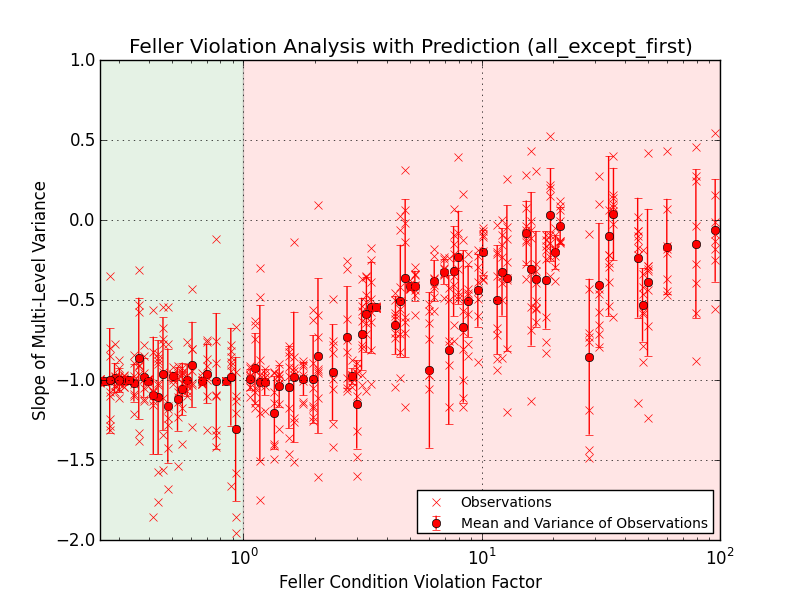 Feller Violation Analysis with Prediction (all_except_first)
Slope of Multi-Level Variance
1.0
0.5
0.0
−0.5
−1.0
−1.5
−2.0
Observations
Mean and Variance of Observations
10⁰ 10¹ 10²
Feller Condition Violation Factor